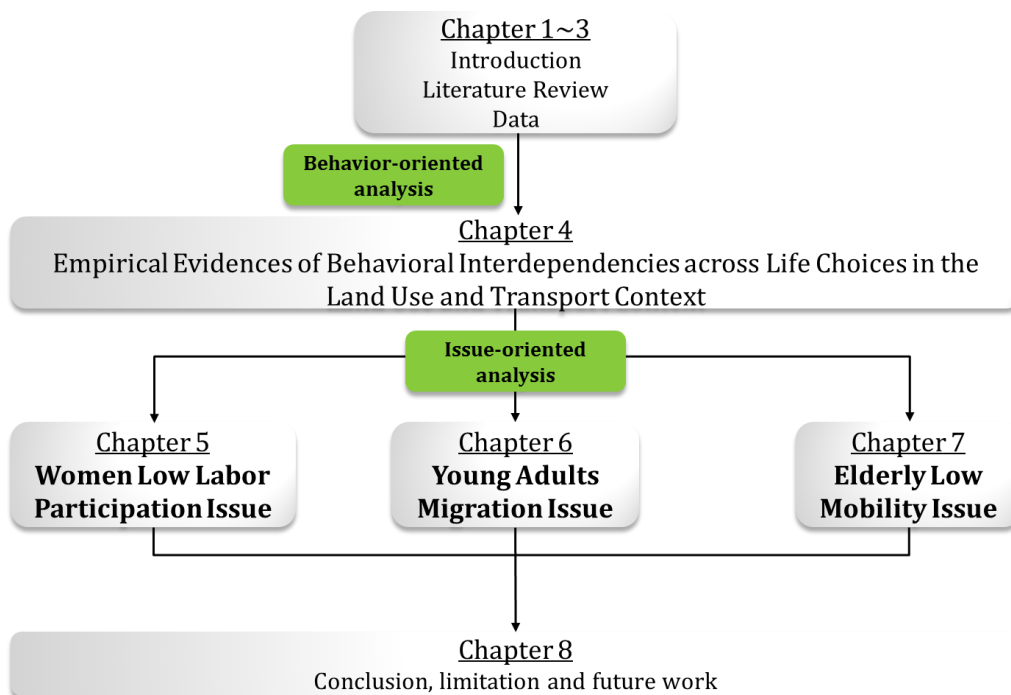 Chapter 1~3
Introduction
Literature Review
Data
Behavior-oriented
analysis
Chapter 4
Empirical Evidences of Behavioral Interdependencies across Life Choices in the
Land Use and Transport Context
Issue-oriented
analysis
Chapter 5
Women Low Labor
Participation Issue
Chapter 6
Young Adults
Migration Issue
Chapter 7
Elderly Low
Mobility Issue
Chapter 8
Conclusion, limitation and future work